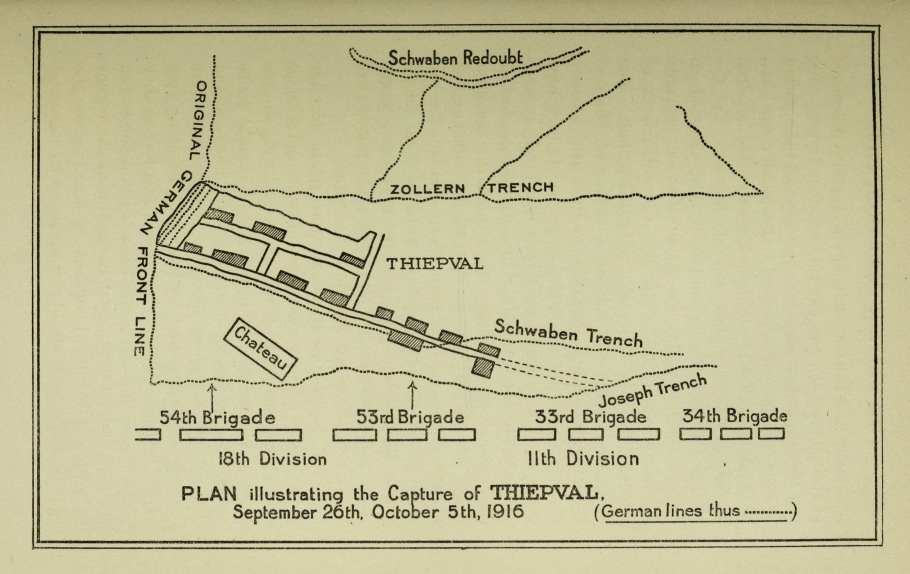 Schwaben Redoubt
ORIGINAL GERMAN FRONT LINE
ZOLLERN TRENCH
THIEPVAL
Schwaben Trench
Chateau
Joseph Trench
54th Brigade
53rd Brigade
33rd Brigade
34th Brigade
18th Division
11th Division
PLAN illustrating the Capture of THIEPVAL,
September 26th, October 5th, 1916
(German lines thus ............)